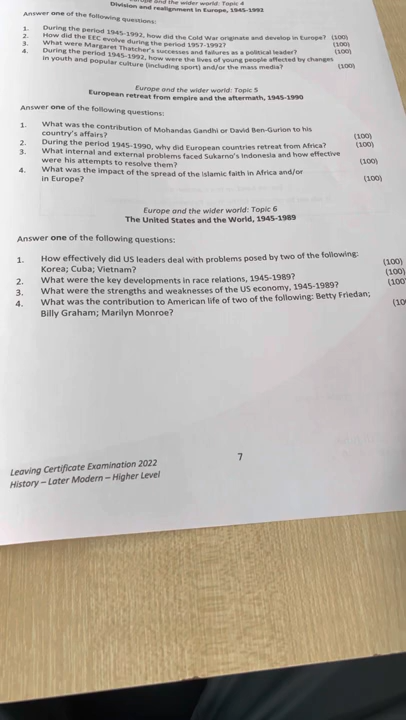 Europe and the wider world: Topic 4
Division and realignment in Europe, 1945-1992
Answer one of the following questions:
1. During the period 1945-1992, how did the Cold War originate and develop in Europe? (100)
2. How did the EEC evolve during the period 1957-1992? (100)
3. What were Margaret Thatcher's successes and failures as a political leader? (100)
4. During the period 1945-1992, how were the lives of young people affected by changes
in youth and popular culture (including sport) and/or the mass media? (100)
Europe and the wider world: Topic 5
European retreat from empire and the aftermath, 1945-1990
Answer one of the following questions:
1. What was the contribution of Mohandas Gandhi or David Ben-Gurion to his
country's affairs? (100)
2. During the period 1945-1990, why did European countries retreat from Africa? (100)
3. What internal and external problems faced Sukarno's Indonesia and how effective
were his attempts to resolve them? (100)
4. What was the impact of the spread of the Islamic faith in Africa and/or
in Europe? (100)
Europe and the wider world: Topic 6
The United States and the World, 1945-1989
Answer one of the following questions:
1. How effectively did US leaders deal with problems posed by two of the following:
Korea; Cuba; Vietnam? (100)
2. What were the key developments in race relations, 1945-1989? (100)
3. What were the strengths and weaknesses of the US economy, 1945-1989? (100
4. What was the contribution to American life of two of the following: Betty Friedan;
Billy Graham; Marilyn Monroe? (10
7
Leaving Certificate Examination 2022
History – Later Modern – Higher Level